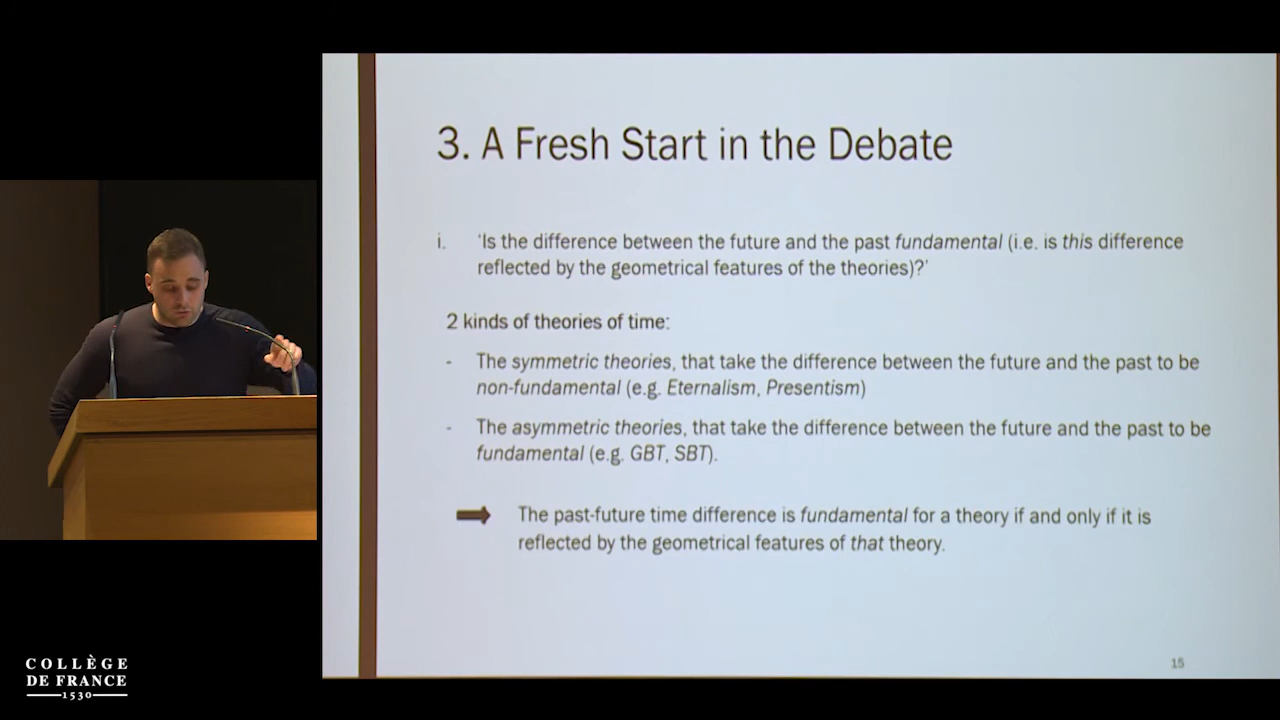 3. A Fresh Start in the Debate
i. 'Is the difference between the future and the past fundamental (i.e. is this difference
reflected by the geometrical features of the theories)?'
2 kinds of theories of time:
- The symmetric theories, that take the difference between the future and the past to be
non-fundamental (e.g. Eternalism, Presentism)
- The asymmetric theories, that take the difference between the future and the past to be
fundamental (e.g. GBT, SBT).
The past-future time difference is fundamental for a theory if and only if it is
reflected by the geometrical features of that theory.
15
COLLÈGE
DE FRANCE
1530